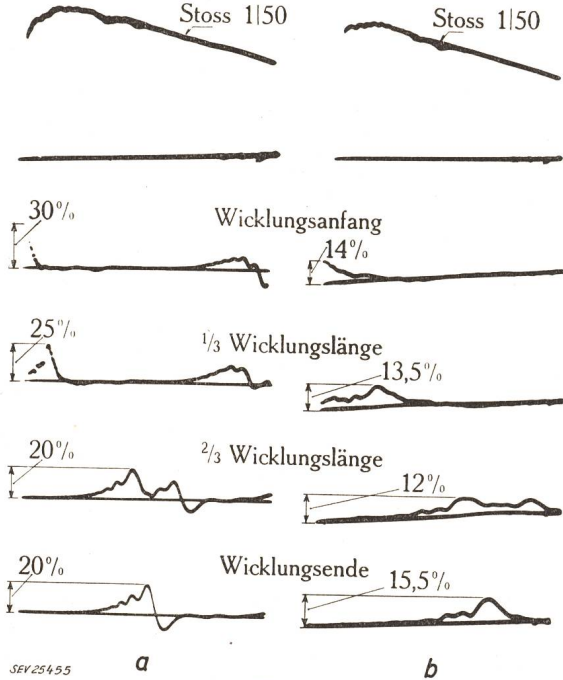 Stoss 1|50 Stoss 1|50
30% Wicklungsanfang
14%
25% 1/3 Wicklungslänge
13,5%
20% 2/3 Wicklungslänge
12%
20% Wicklungsende
15,5%
SEV 25455 a b